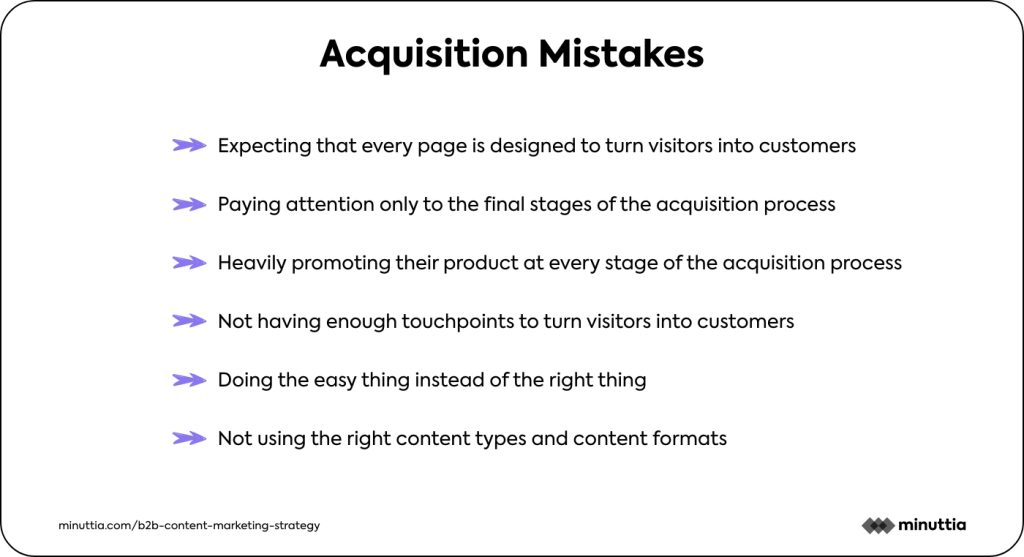 Acquisition Mistakes
Expecting that every page is designed to turn visitors into customers
Paying attention only to the final stages of the acquisition process
Heavily promoting their product at every stage of the acquisition process
Not having enough touchpoints to turn visitors into customers
Doing the easy thing instead of the right thing
Not using the right content types and content formats
minuttia.com/b2b-content-marketing-strategy
minuttia